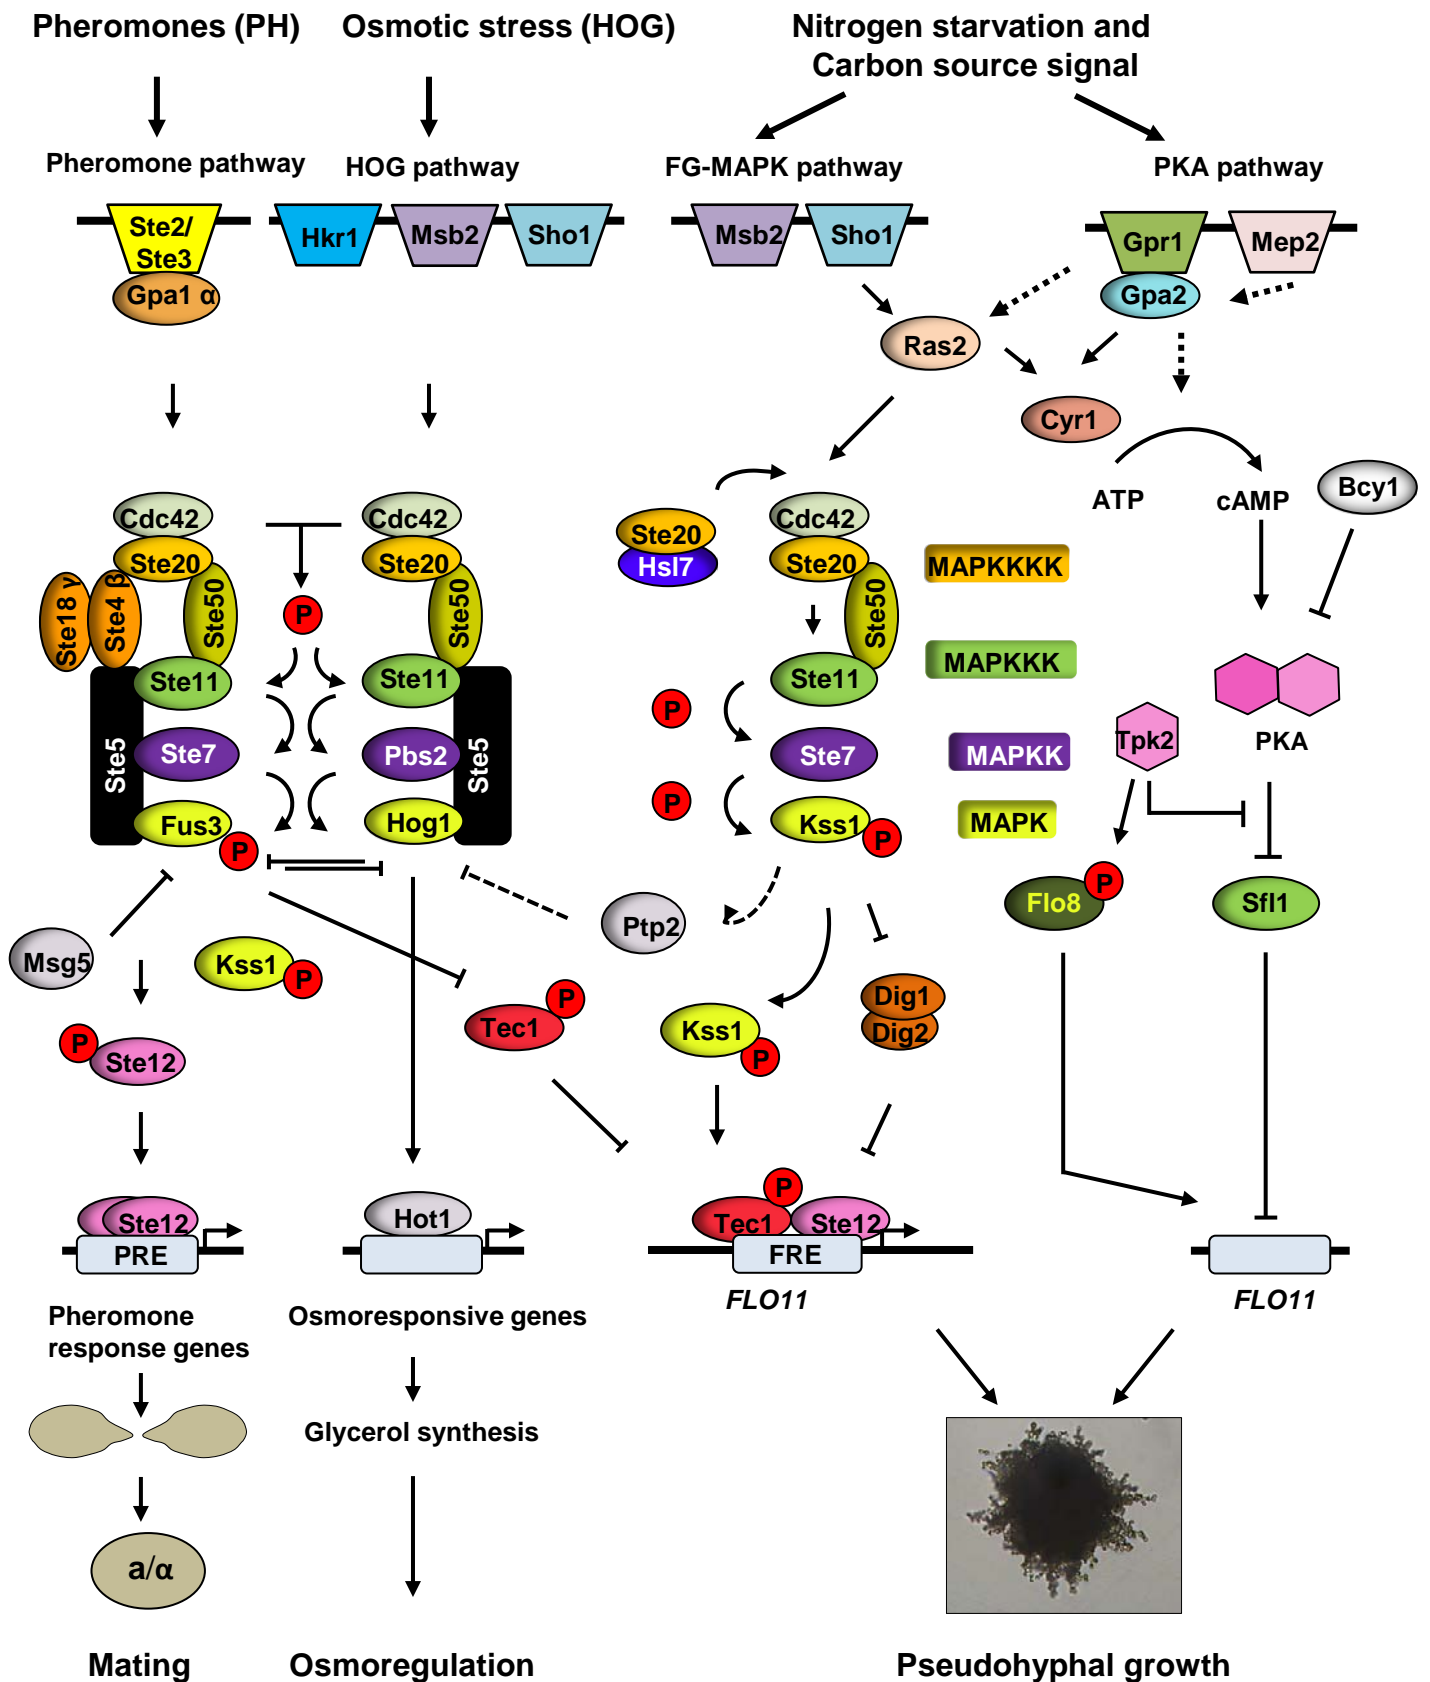 Pheromones (PH)
Osmotic stress (HOG)
Nitrogen starvation and
Carbon source signal
Pheromone pathway
HOG pathway
FG-MAPK pathway
PKA pathway
Ste2/
Ste3
Gpa1 α
Hkr1
Msb2
Sho1
Msb2
Sho1
Gpr1
Mep2
Gpa2
Ras2
Cyr1
ATP
cAMP
Bcy1
Cdc42
Ste20
Ste18 γ
Ste4 β
Ste50
Ste11
Ste5
Ste7
Fus3
P
P
Cdc42
Ste20
Ste50
Ste11
Ste5
Pbs2
Hog1
Ste20
Hsl7
Cdc42
Ste20
Ste50
Ste11
P
Ste7
P
Kss1
P
MAPKKKK
MAPKKK
MAPKK
MAPK
Tpk2
PKA
Flo8
P
Sfl1
Msg5
Kss1
P
P
Ste12
Tec1
P
Ptp2
Kss1
P
Dig1
Dig2
Ste12
PRE
Hot1
P
Tec1
Ste12
FRE
FLO11
FLO11
Pheromone
response genes
Osmoresponsive genes
Glycerol synthesis
a/α
Mating
Osmoregulation
Pseudohyphal growth